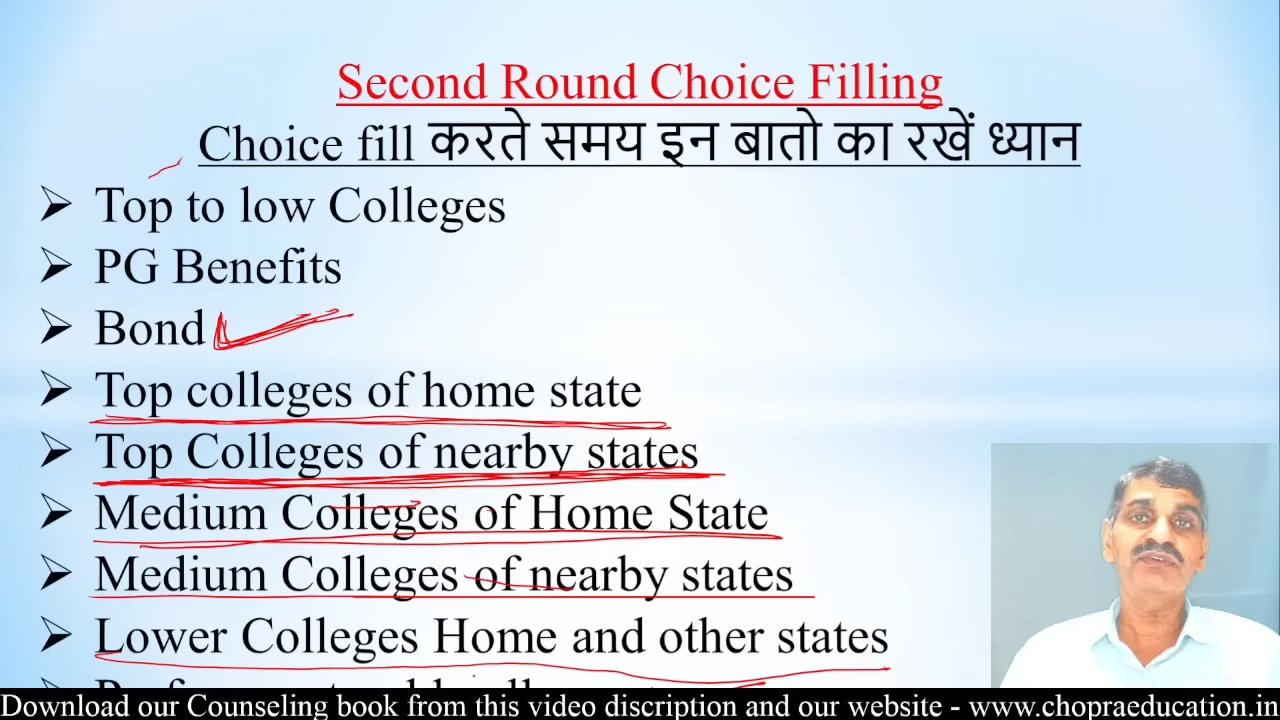 Second Round Choice Filling
Choice fill करते समय इन बातो का रखें ध्यान
Top to low Colleges
PG Benefits
Bond
Top colleges of home state
Top Colleges of nearby states
Medium Colleges of Home State
Medium Colleges of nearby states
Lower Colleges Home and other states
Download our Counseling book from this video discription and our website - www.chopraeducation.in